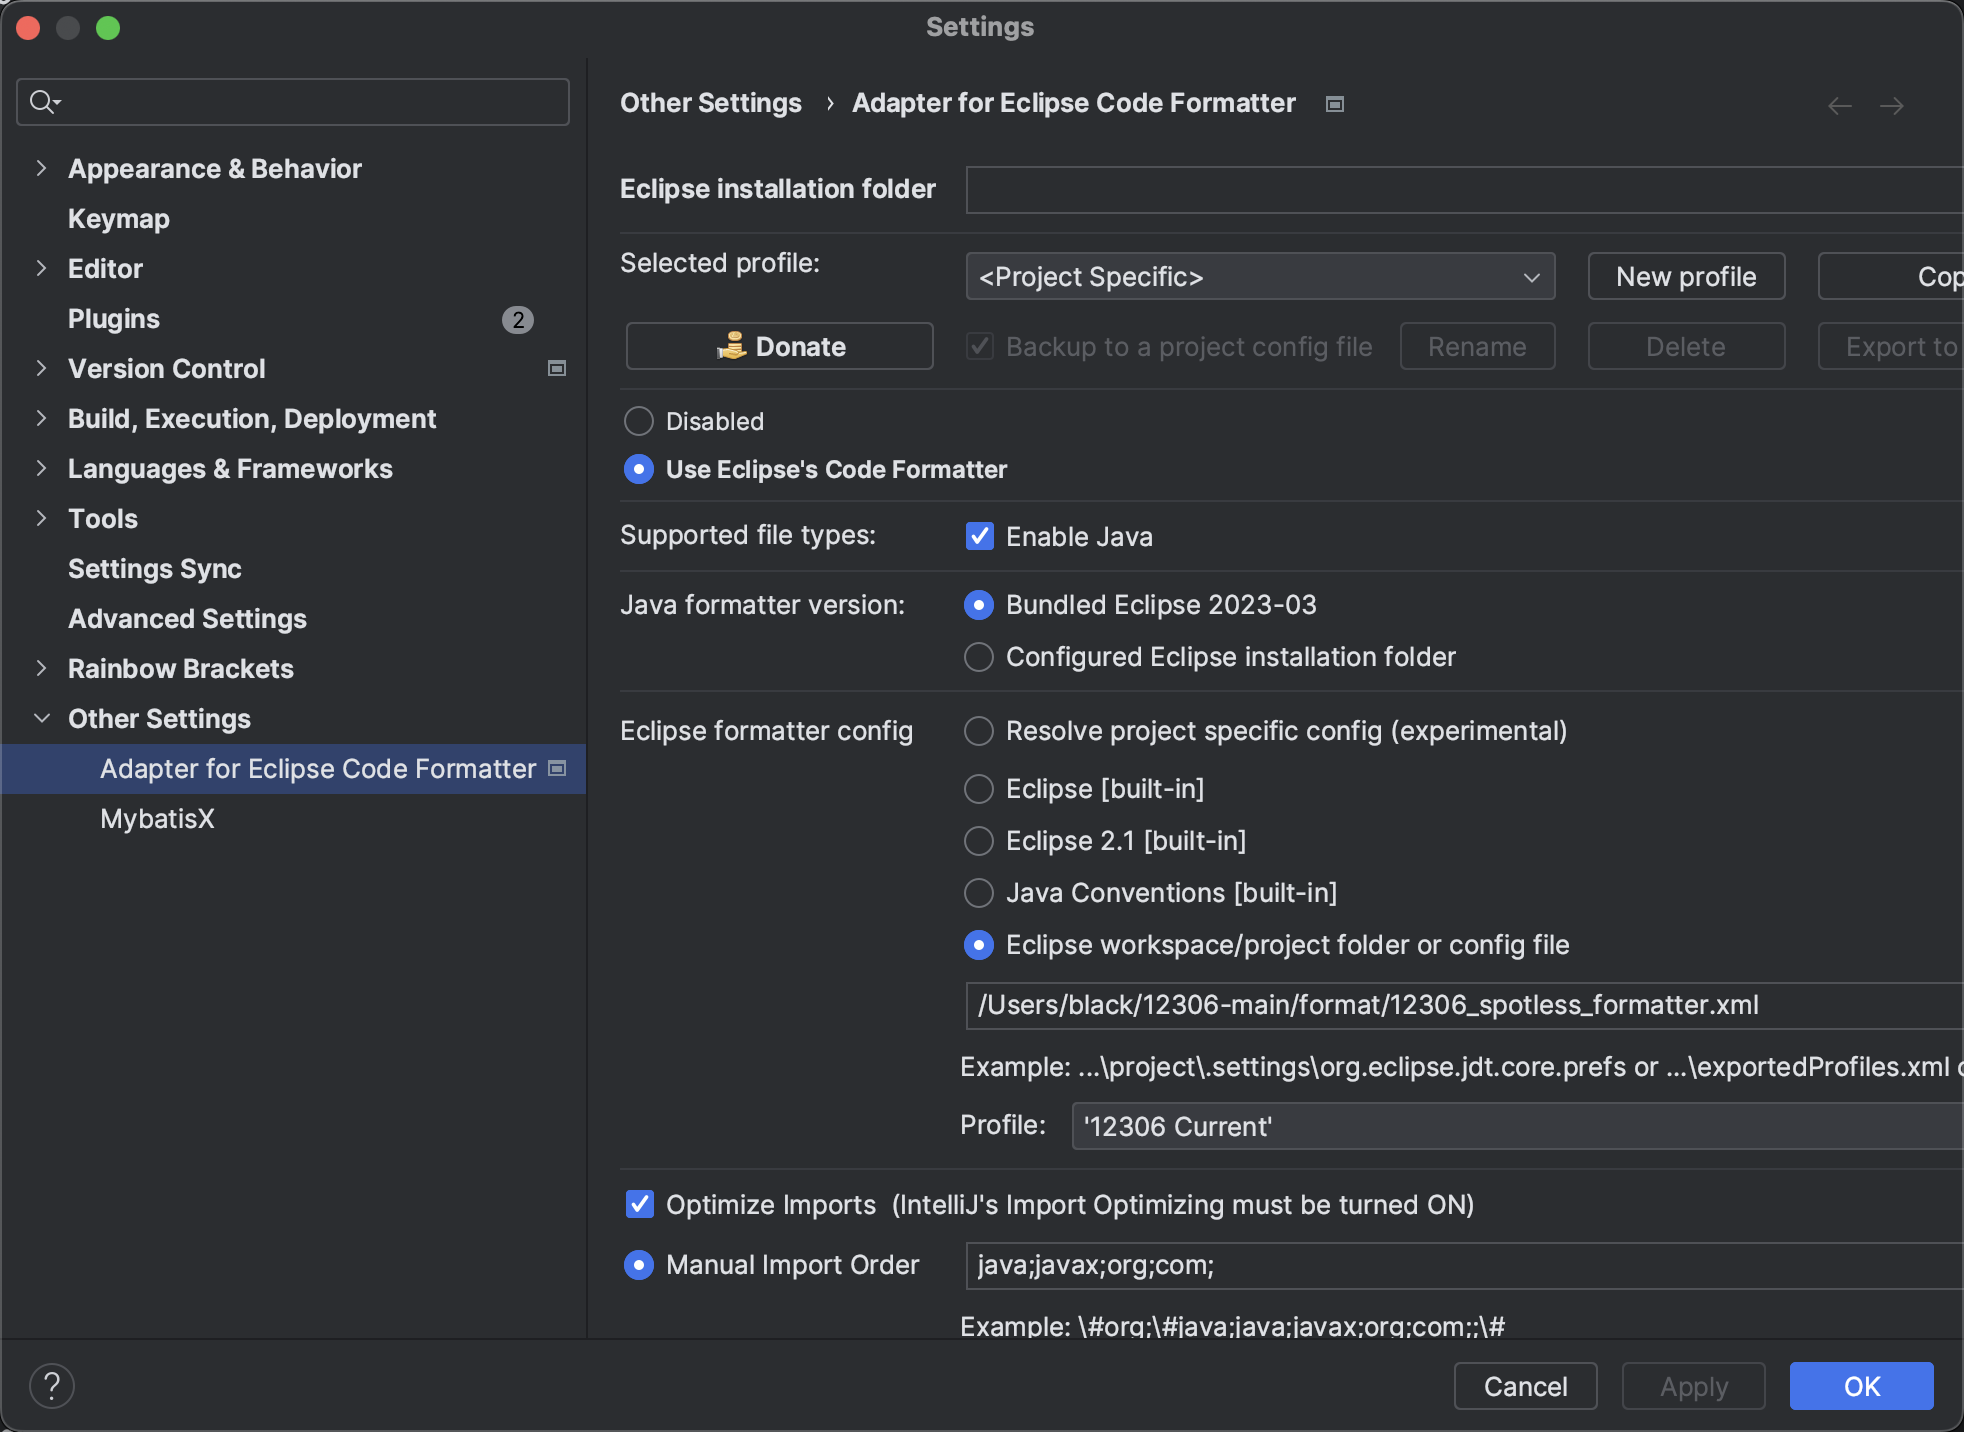 Settings
Appearance & Behavior
Keymap
Editor
Plugins
2
Version Control
Build, Execution, Deployment
Languages & Frameworks
Tools
Settings Sync
Advanced Settings
Rainbow Brackets
Other Settings
Adapter for Eclipse Code Formatter
MybatisX
Other Settings › Adapter for Eclipse Code Formatter
Eclipse installation folder
Selected profile:
<Project Specific>
New profile
Cop
Donate
Backup to a project config file
Rename
Delete
Export to
Disabled
Use Eclipse's Code Formatter
Supported file types:
Enable Java
Java formatter version:
Bundled Eclipse 2023-03
Configured Eclipse installation folder
Eclipse formatter config
Resolve project specific config (experimental)
Eclipse [built-in]
Eclipse 2.1 [built-in]
Java Conventions [built-in]
Eclipse workspace/project folder or config file
/Users/black/12306-main/format/12306_spotless_formatter.xml
Example: ...\project\.settings\org.eclipse.jdt.core.prefs or ...\exportedProfiles.xml
Profile:
'12306 Current'
Optimize Imports (IntelliJ's Import Optimizing must be turned ON)
Manual Import Order
java;javax;org;com;
Example: \#org;\#java;java;javax;org;com;;\#
?
Cancel
Apply
OK